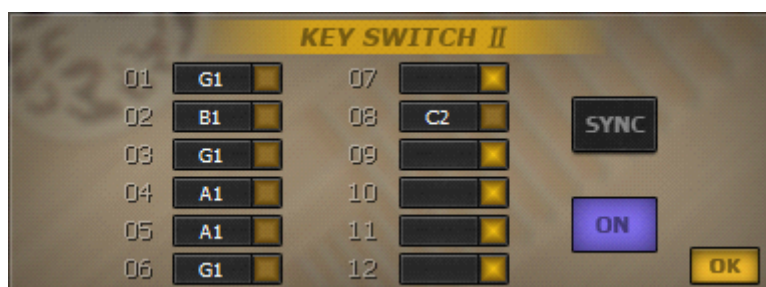 KEY SWITCH II
01 G1 07
02 B1 08 C2
03 G1 09
04 A1 10
05 A1 11
06 G1 12
SYNC
ON
OK